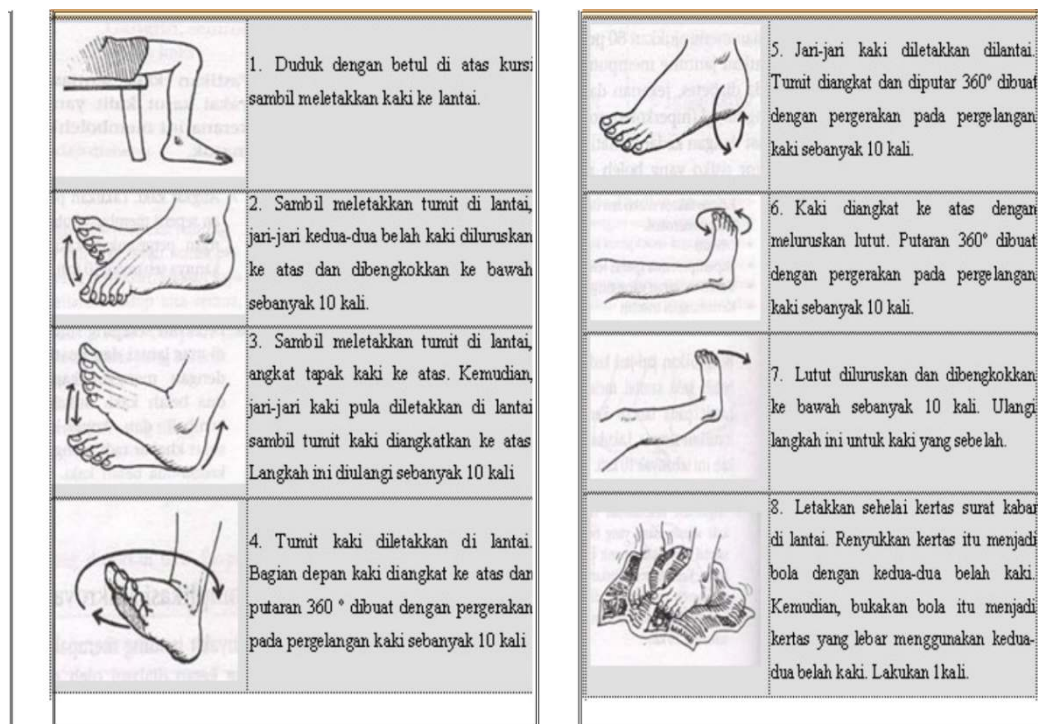 1. Duduk dengan betul di atas kursi
sambil meletakkan kaki ke lantai.
2. Sambil meletakkan tumit di lantai,
jari-jari kedua-dua belah kaki diluruskan
ke atas dan dibengkokkan ke bawah
sebanyak 10 kali.
3. Sambil meletakkan tumit di lantai,
angkat tapak kaki ke atas. Kemudian,
jari-jari kaki pula diletakkan di lantai
sambil tumit kaki diangkatkan ke atas
Langkah ini diulangi sebanyak 10 kali
4. Tumit kaki diletakkan di lantai.
Bagian depan kaki diangkat ke atas dan
putaran 360 ° dibuat dengan pergerakan
pada pergelangan kaki sebanyak 10 kali
5. Jari-jari kaki diletakkan dilantai.
Tumit diangkat dan diputar 360° dibuat
dengan pergerakan pada pergelangan
kaki sebanyak 10 kali.
6. Kaki diangkat ke atas dengan
meluruskan lutut. Putaran 360° dibuat
dengan pergerakan pada pergelangan
kaki sebanyak 10 kali.
7. Lutut diluruskan dan dibengkokkan
ke bawah sebanyak 10 kali. Ulangi
langkah ini untuk kaki yang sebelah.
8. Letakkan sehelai kertas surat kabar
di lantai. Renyukkan kertas itu menjadi
bola dengan kedua-dua belah kaki.
Kemudian, bukakan bola itu menjadi
kertas yang lebar menggunakan kedua-
dua belah kaki. Lakukan 1kali.